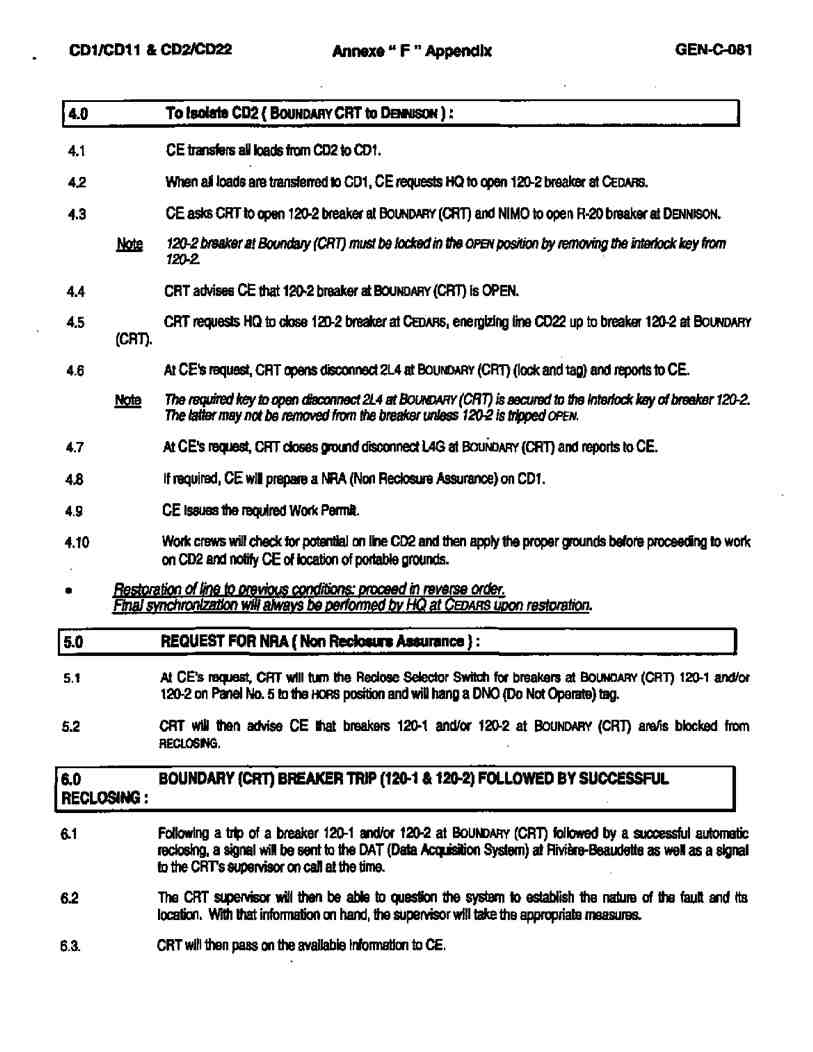 CD1/CD11 & CD2/CD22 Annexe “ F ” Appendix GEN-C-081
4.0 To Isolate CD2 ( BOUNDARY CRT to DENNISON ) :
4.1 CE transfers all loads from CD2 to CD1.
4.2 When all loads are transferred to CD1, CE requests HQ to open 120-2 breaker at CEDARS.
4.3 CE asks CRT to open 120-2 breaker at BOUNDARY (CRT) and NIMO to open R-20 breaker at DENNISON.
Note 120-2 breaker at Boundary (CRT) must be locked in the OPEN position by removing the interlock key from
120-2.
4.4 CRT advises CE that 120-2 breaker at BOUNDARY (CRT) is OPEN.
4.5 CRT requests HQ to close 120-2 breaker at CEDARS, energizing line CD22 up to breaker 120-2 at BOUNDARY
(CRT).
4.6 At CE's request, CRT opens disconnect 2L4 at BOUNDARY (CRT) (lock and tag) and reports to CE.
Note The required key to open disconnect 2L4 at BOUNDARY (CRT) is secured to the Interlock key of breaker 120-2.
The latter may not be removed from the breaker unless 120-2 is tripped OPEN.
4.7 At CE's request, CRT closes ground disconnect L4G at BOUNDARY (CRT) and reports to CE.
4.8 If required, CE will prepare a NRA (Non Reclosure Assurance) on CD1.
4.9 CE Issues the required Work Permit.
4.10 Work crews will check for potential on line CD2 and then apply the proper grounds before proceeding to work
on CD2 and notify CE of location of portable grounds.
• Restoration of line to previous conditions: proceed in reverse order.
Final synchronization will always be performed by HQ at CEDARS upon restoration.
5.0 REQUEST FOR NRA ( Non Reclosure Assurance ) :
5.1 At CE's request, CRT will turn the Reclose Selector Switch for breakers at BOUNDARY (CRT) 120-1 and/or
120-2 on Panel No. 5 to the HORS position and will hang a DNO (Do Not Operate) tag.
5.2 CRT will then advise CE that breakers 120-1 and/or 120-2 at BOUNDARY (CRT) are/is blocked from
RECLOSING.
6.0 BOUNDARY (CRT) BREAKER TRIP (120-1 & 120-2) FOLLOWED BY SUCCESSFUL
RECLOSING :
6.1 Following a trip of a breaker 120-1 and/or 120-2 at BOUNDARY (CRT) followed by a successful automatic
reclosing, a signal will be sent to the DAT (Data Acquisition System) at Rivière-Beaudette as well as a signal
to the CRT's supervisor on call at the time.
6.2 The CRT supervisor will then be able to question the system to establish the nature of the fault and its
location. With that information on hand, the supervisor will take the appropriate measures.
6.3. CRT will then pass on the available information to CE.